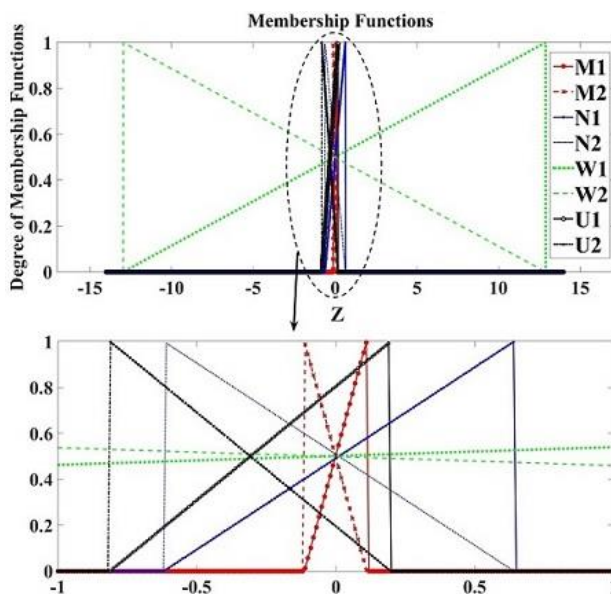 Membership Functions
Degree of Membership Functions
1
0.8
0.6
0.4
0.2
0
-15 -10 -5 0 5 10 15
Z
M1
M2
N1
N2
W1
W2
U1
U2
1
0.8
0.6
0.4
0.2
0
-1 -0.5 0 0.5